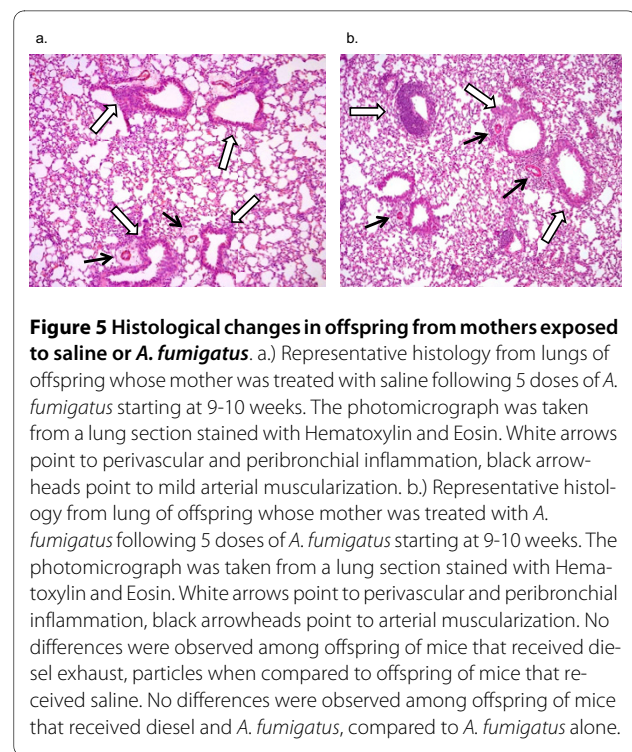 a.
b.
Figure 5 Histological changes in offspring from mothers exposed
to saline or A. fumigatus. a.) Representative histology from lungs of
offspring whose mother was treated with saline following 5 doses of A.
fumigatus starting at 9-10 weeks. The photomicrograph was taken
from a lung section stained with Hematoxylin and Eosin. White arrows
point to perivascular and peribronchial inflammation, black arrow-
heads point to mild arterial muscularization. b.) Representative histol-
ogy from lung of offspring whose mother was treated with A.
fumigatus following 5 doses of A. fumigatus starting at 9-10 weeks. The
photomicrograph was taken from a lung section stained with Hema-
toxylin and Eosin. White arrows point to perivascular and peribronchial
inflammation, black arrowheads point to arterial muscularization. No
differences were observed among offspring of mice that received die-
sel exhaust, particles when compared to offspring of mice that re-
ceived saline. No differences were observed among offspring of mice
that received diesel and A. fumigatus, compared to A. fumigatus alone.